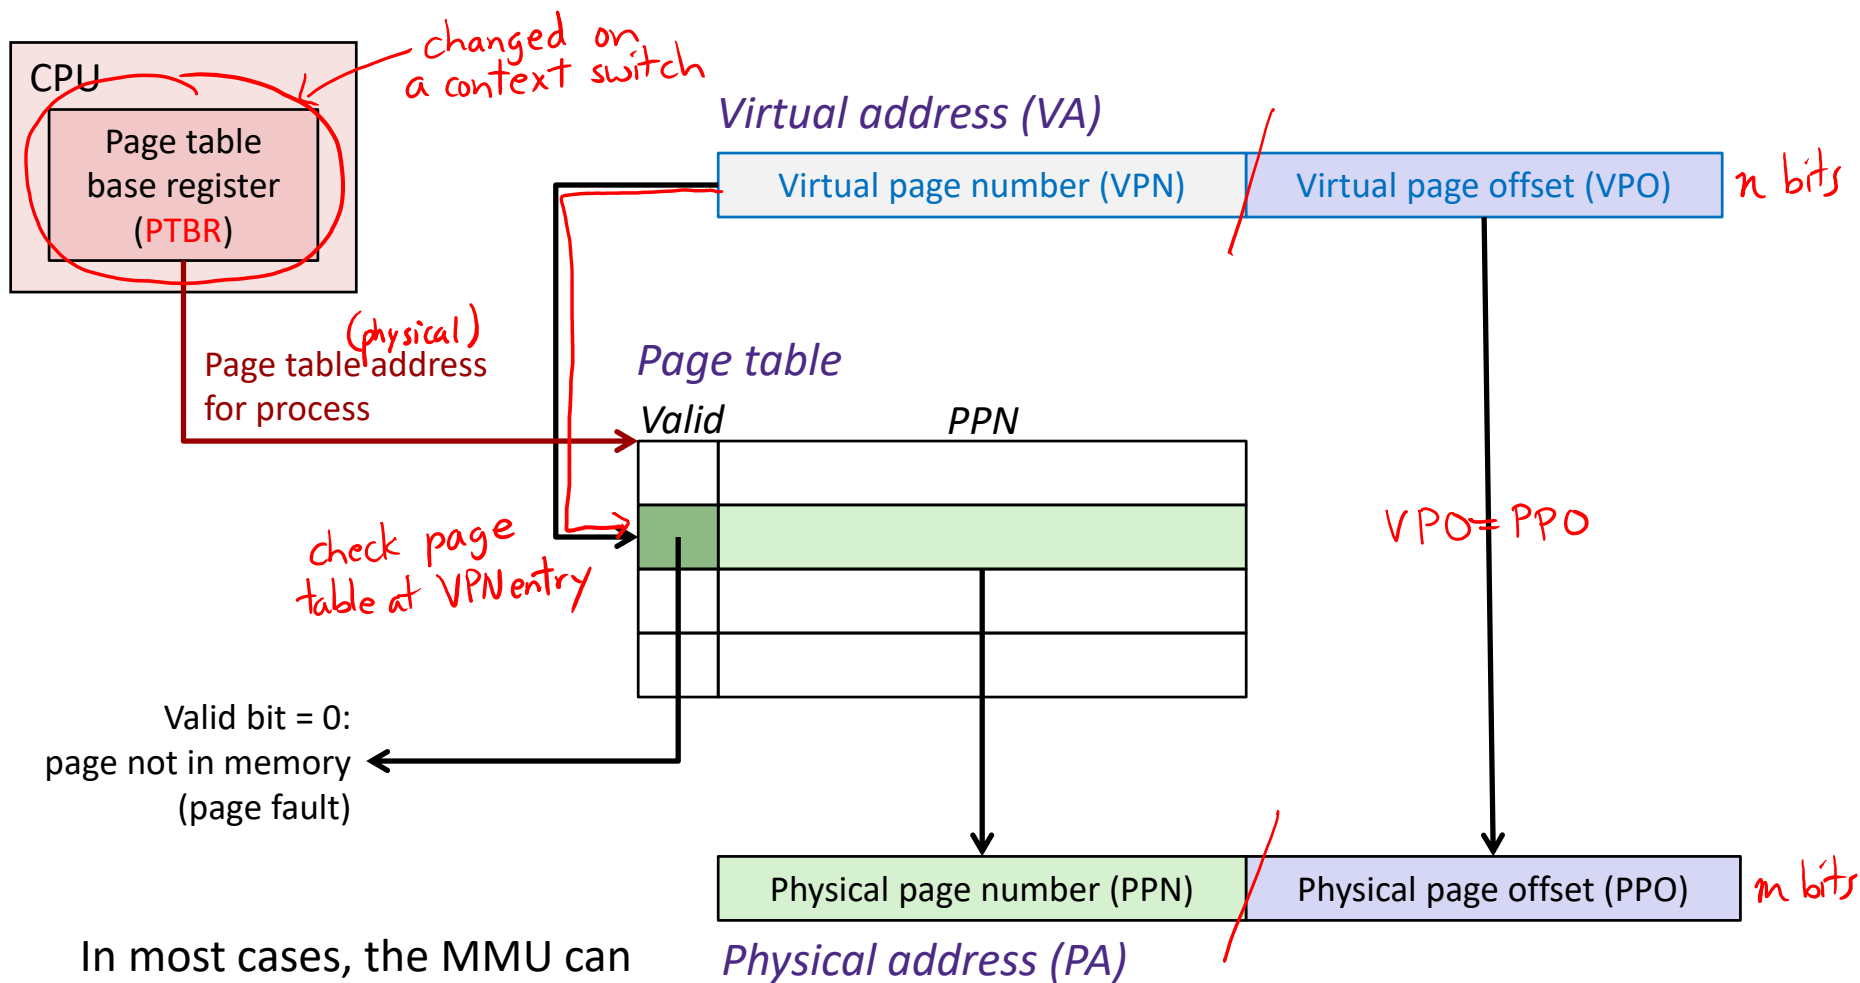 changed on
a context switch
CPU
Page table
base register
(PTBR)
Virtual address (VA)
Virtual page number (VPN)
Virtual page offset (VPO)
n bits
(physical)
Page table address
for process
Page table
Valid
PPN
check page
table at VPN entry
VPO=PPO
Valid bit = 0:
page not in memory
(page fault)
Physical page number (PPN)
Physical page offset (PPO)
m bits
In most cases, the MMU can
Physical address (PA)